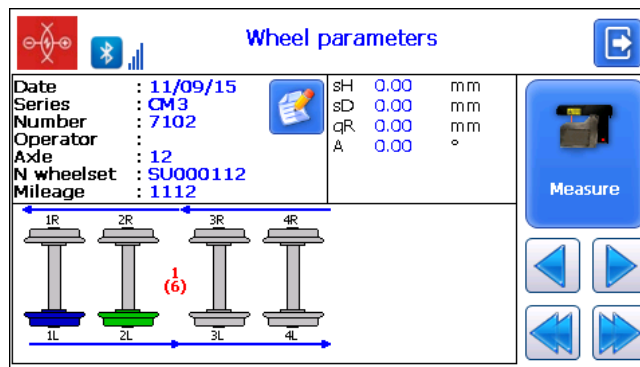 Wheel parameters
Date : 11/09/15
Series : CM3
Number : 7102
Operator :
Axle : 12
N wheelset : SU000112
Mileage : 1112
sH 0.00 mm
sD 0.00 mm
qR 0.00 mm
A 0.00 °
Measure
1R 2R 3R 4R
1
(6)
1L 2L 3L 4L